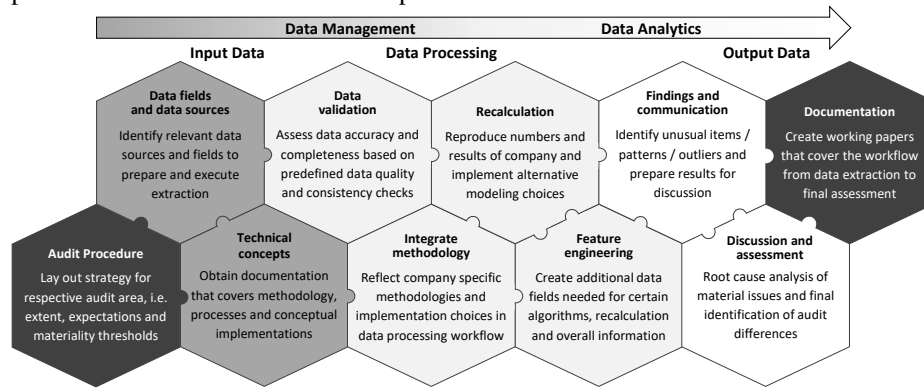 Data Management
Data Analytics
Input Data
Data Processing
Output Data
Data fields
and data sources
Identify relevant data
sources and fields to
prepare and execute
extraction
Data
validation
Assess data accuracy and
completeness based on
predefined data quality
and consistency checks
Recalculation
Reproduce numbers and
results of company and
implement alternative
modeling choices
Findings and
communication
Identify unusual items /
patterns / outliers and
prepare results for
discussion
Documentation
Create working papers
that cover the workflow
from data extraction to
final assessment
Audit Procedure
Lay out strategy for
respective audit area, i.e.
extent, expectations and
materiality thresholds
Technical
concepts
Obtain documentation
that covers methodology,
processes and conceptual
implementations
Integrate
methodology
Reflect company specific
methodologies and
implementation choices in
data processing workflow
Feature
engineering
Create additional data
fields needed for certain
algorithms, recalculation
and overall information
Discussion and
assessment
Root cause analysis of
material issues and final
identification of audit
differences